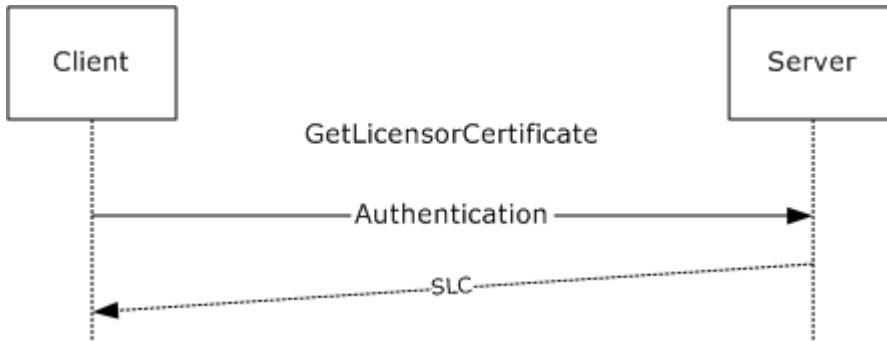 Client
Server
GetLicensorCertificate
Authentication
SLC